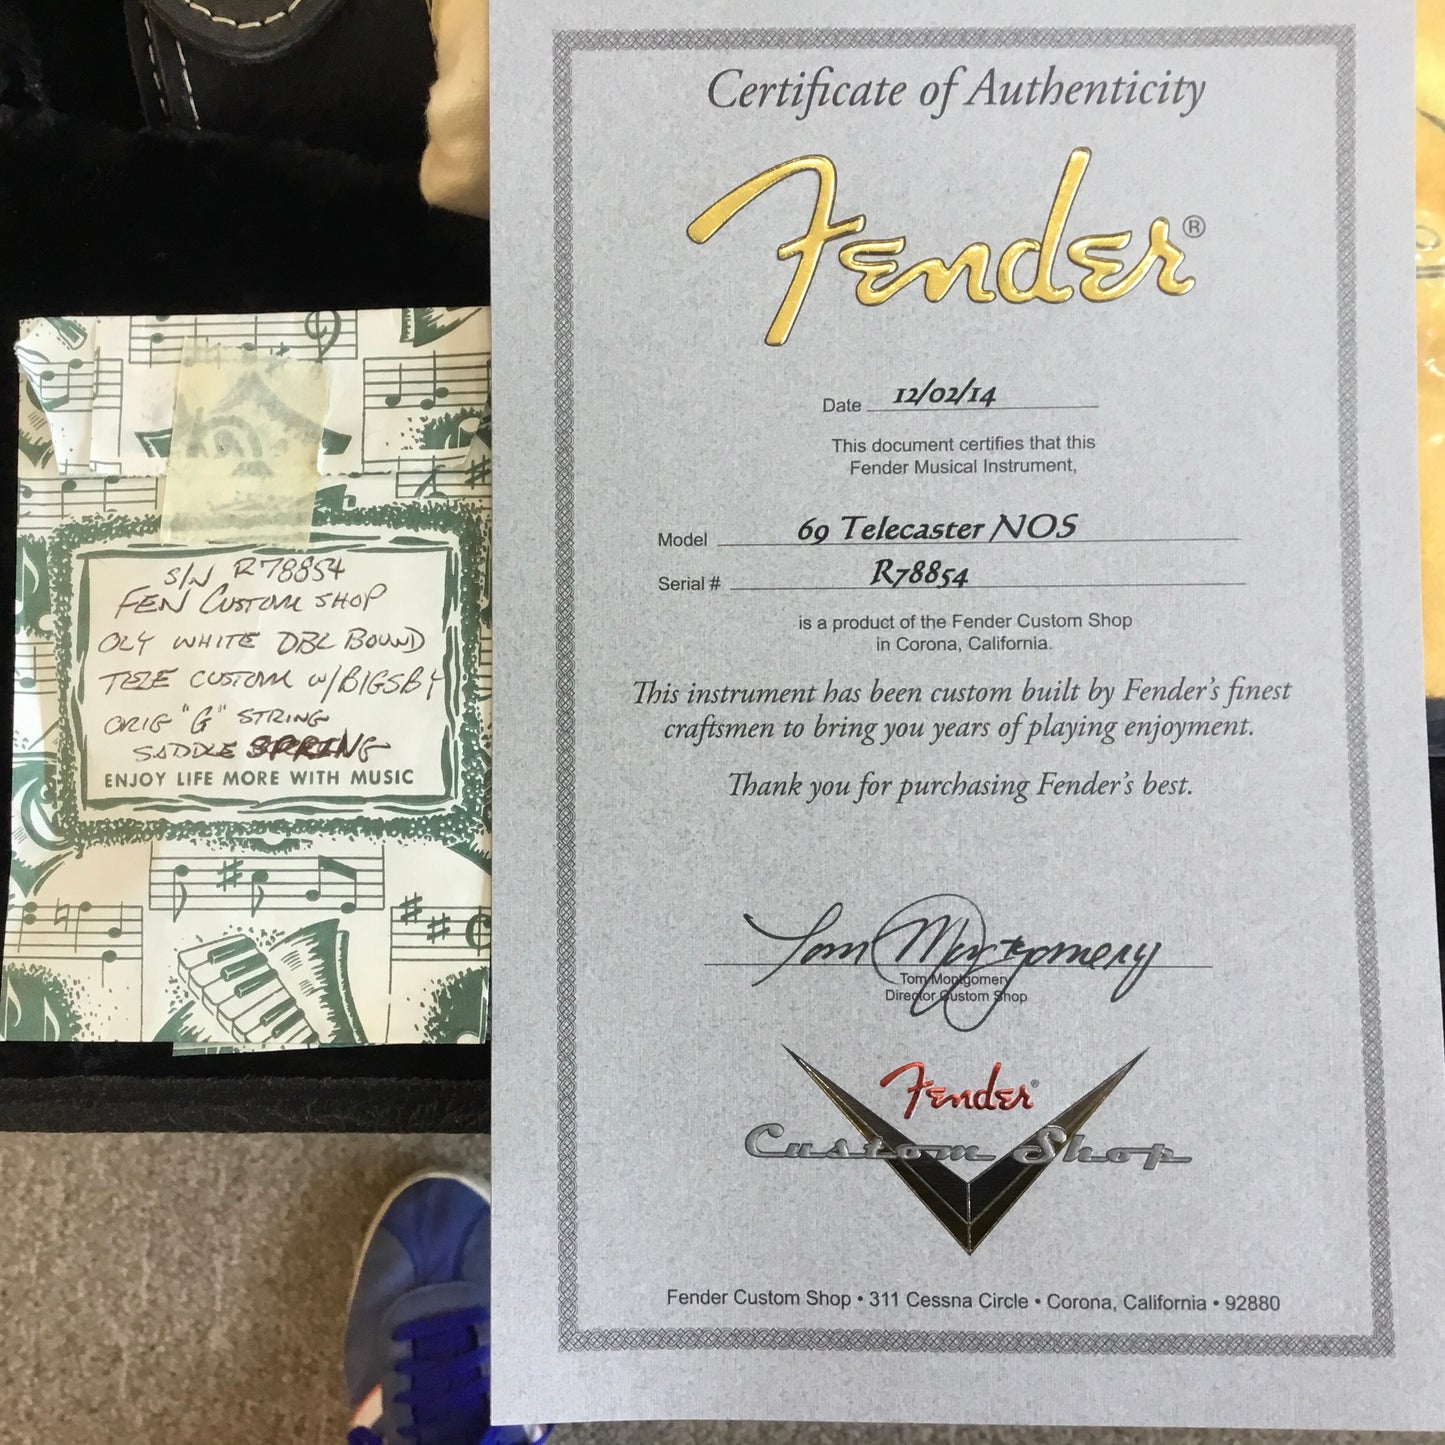 S/N R78854
FEN CUSTOM SHOP
OLY WHITE DBL BOUND
TELE CUSTOM W/BIGSBY
ORIG "G" STRING
SADDLE SPRING
ENJOY LIFE MORE WITH MUSIC
Certificate of Authenticity
Fender®
Date 12/02/14
This document certifies that this
Fender Musical Instrument,
Model 69 Telecaster NOS
Serial # R78854
is a product of the Fender Custom Shop
in Corona, California.
This instrument has been custom built by Fender's finest
craftsmen to bring you years of playing enjoyment.
Thank you for purchasing Fender's best.
Tom Montgomery
Tom Montgomery
Director Custom Shop
Fender®
Custom Shop
Fender Custom Shop • 311 Cessna Circle • Corona, California • 92880